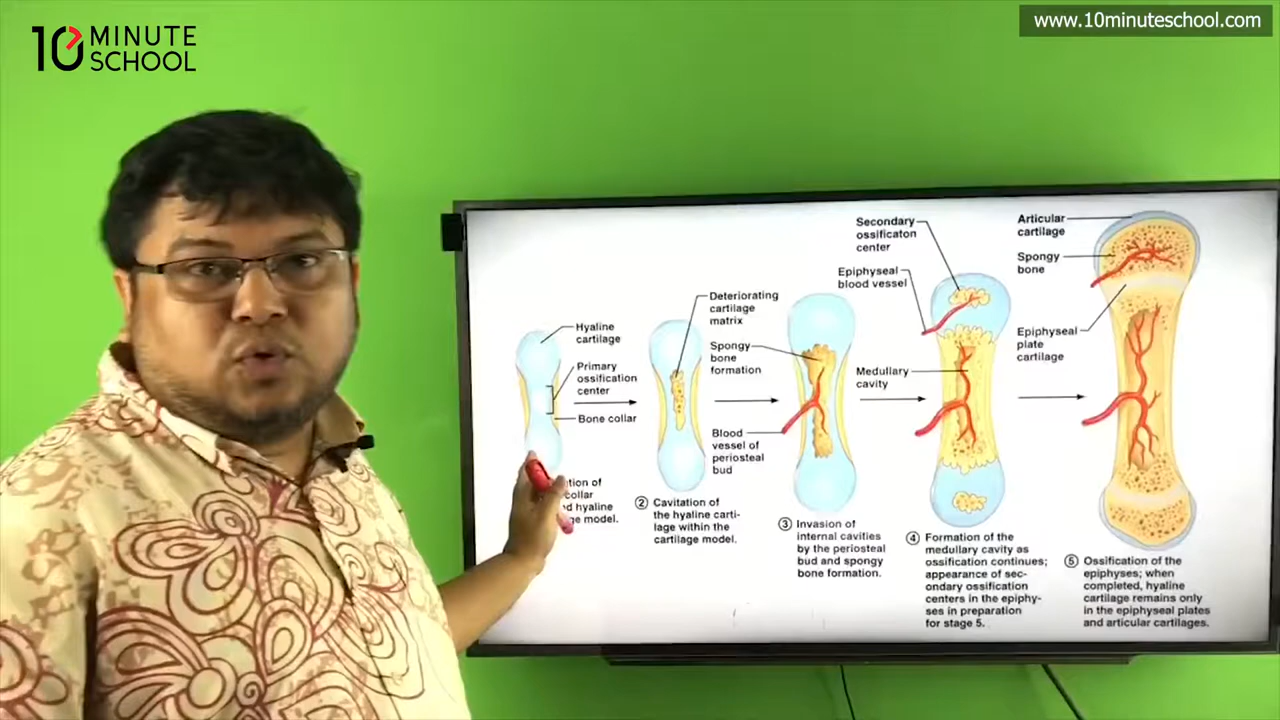 10 MINUTE
SCHOOL
www.10minuteschool.com
Secondary
ossificaton
center
Epiphyseal
blood vessel
Articular
cartilage
Spongy
bone
Epiphyseal
plate
cartilage
Deteriorating
cartilage
matrix
Spongy
bone
formation
Hyaline
cartilage
Primary
ossification
center
Bone collar
Medullary
cavity
Blood
vessel of
periosteal
bud
of
collar
hyaline
model.
② Cavitation of
the hyaline carti-
lage within the
cartilage model.
③ Invasion of
internal cavities
by the periosteal
bud and spongy
bone formation.
④ Formation of the
medullary cavity as
ossification continues;
appearance of sec-
ondary ossification
centers in the epiphy-
ses in preparation
for stage 5.
⑤ Ossification of the
epiphyses; when
completed, hyaline
cartilage remains only
in the epiphyseal plates
and articular cartilages.